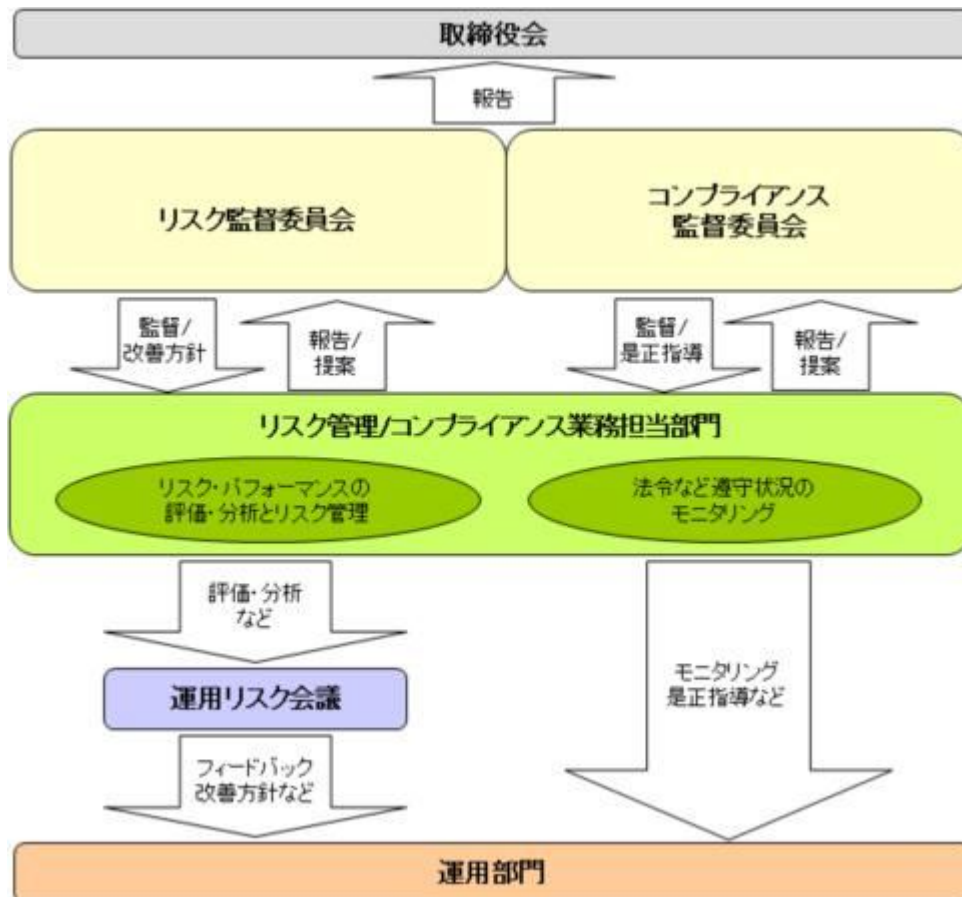 取締役会
報告
リスク監督委員会
コンプライアンス
監督委員会
監督/
改善方針
報告/
提案
監督/
是正指導
報告/
提案
リスク管理/コンプライアンス業務担当部門
リスク・パフォーマンスの
評価・分析とリスク管理
法令など遵守状況の
モニタリング
評価・分析
など
運用リスク会議
モニタリング
是正指導など
フィードバック
改善方針など
運用部門